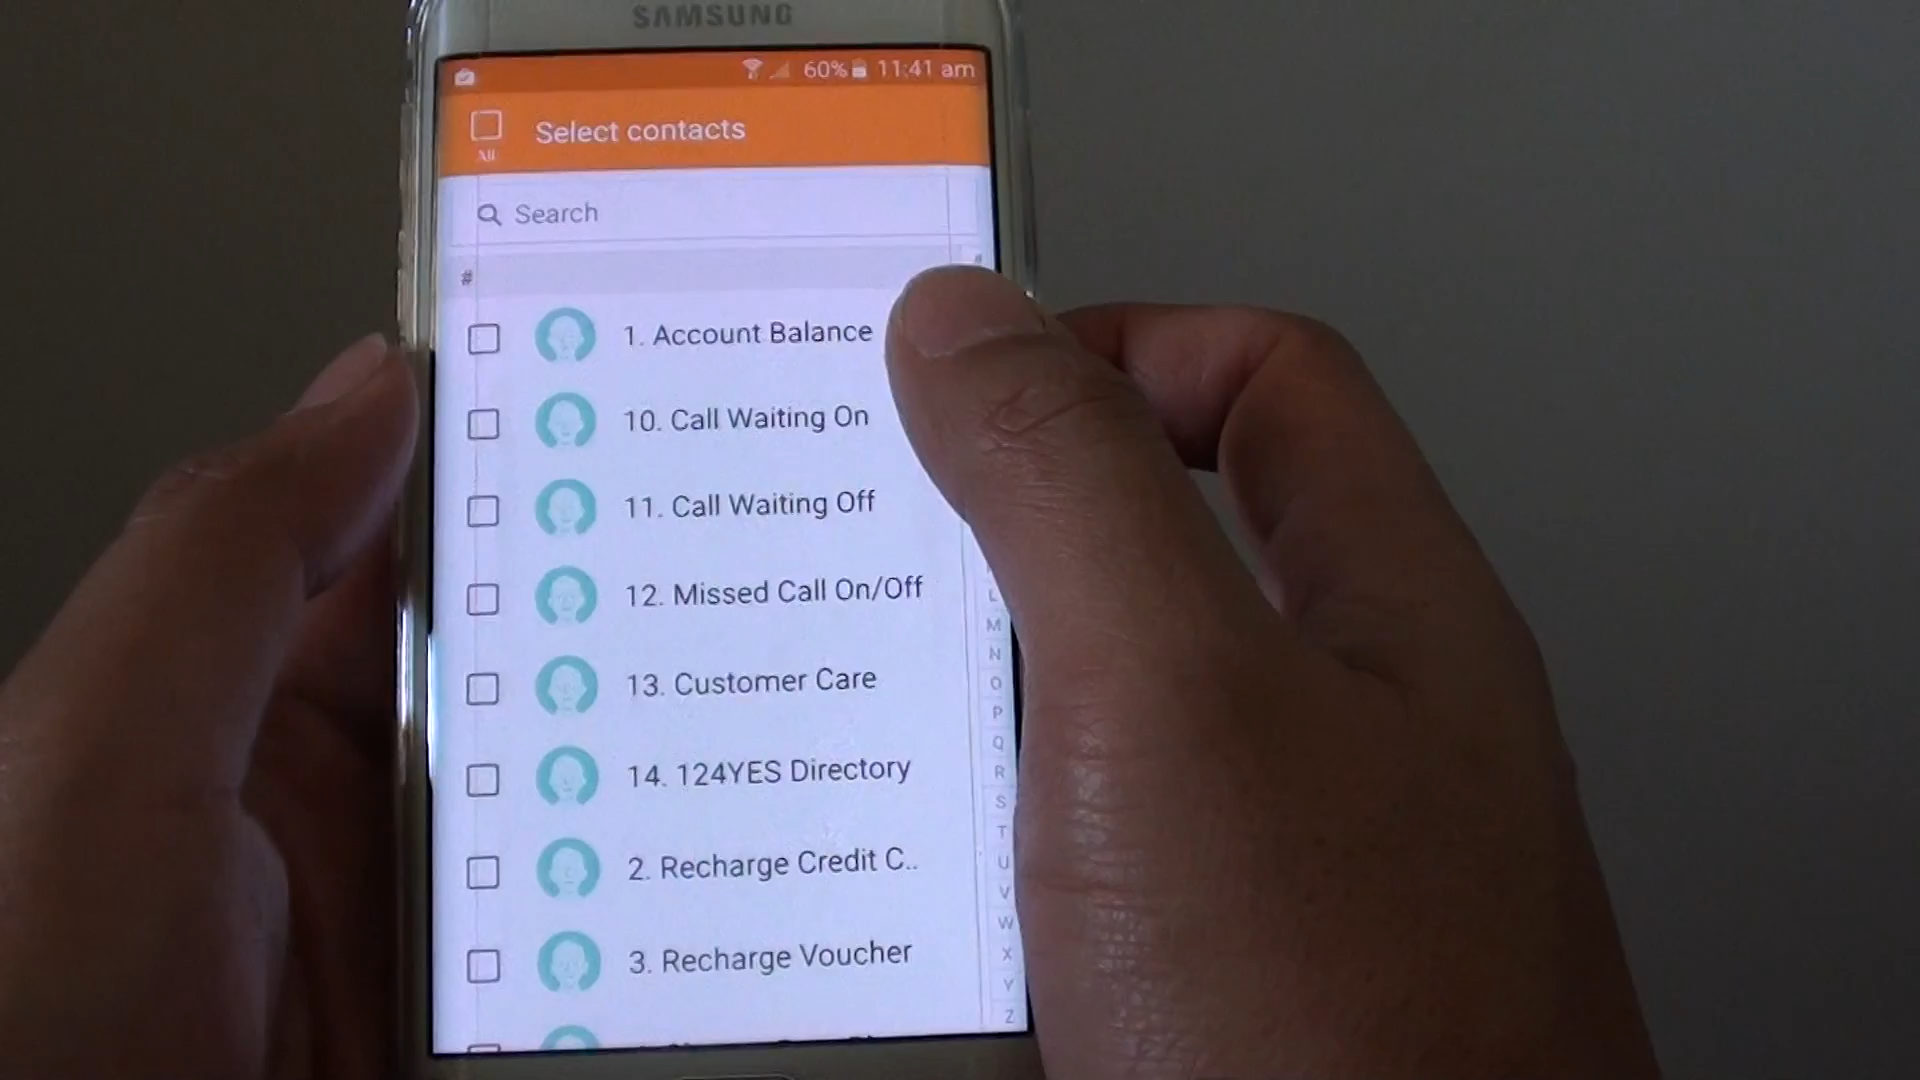 SAMSUNG
60% 11:41 am
All
Select contacts
Search
#
#
1. Account Balance
10. Call Waiting On
11. Call Waiting Off
12. Missed Call On/Off
13. Customer Care
14. 124YES Directory
2. Recharge Credit C..
3. Recharge Voucher
L
M
N
O
P
Q
R
S
T
U
V
W
X
Y
Z